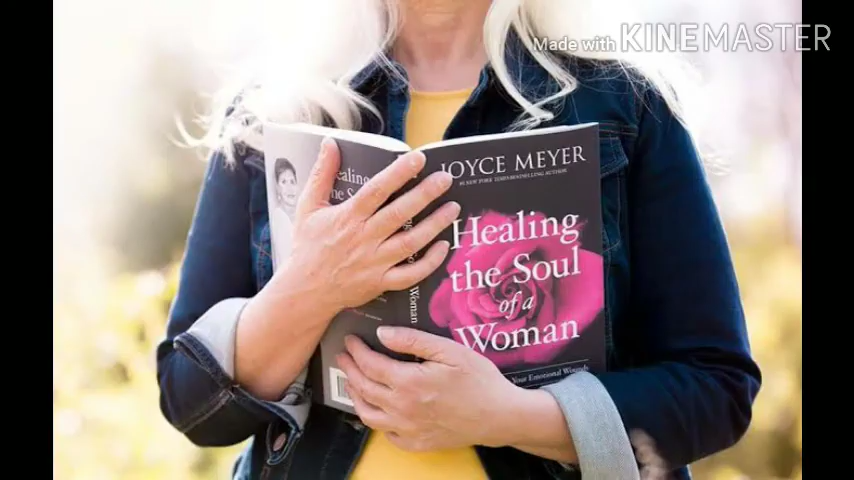 Made with KINEMASTER
JOYCE MEYER
#1 NEW YORK TIMES BESTSELLING AUTHOR
Healing
the Soul
of a
Woman
Your Emotional Wounds
Woman